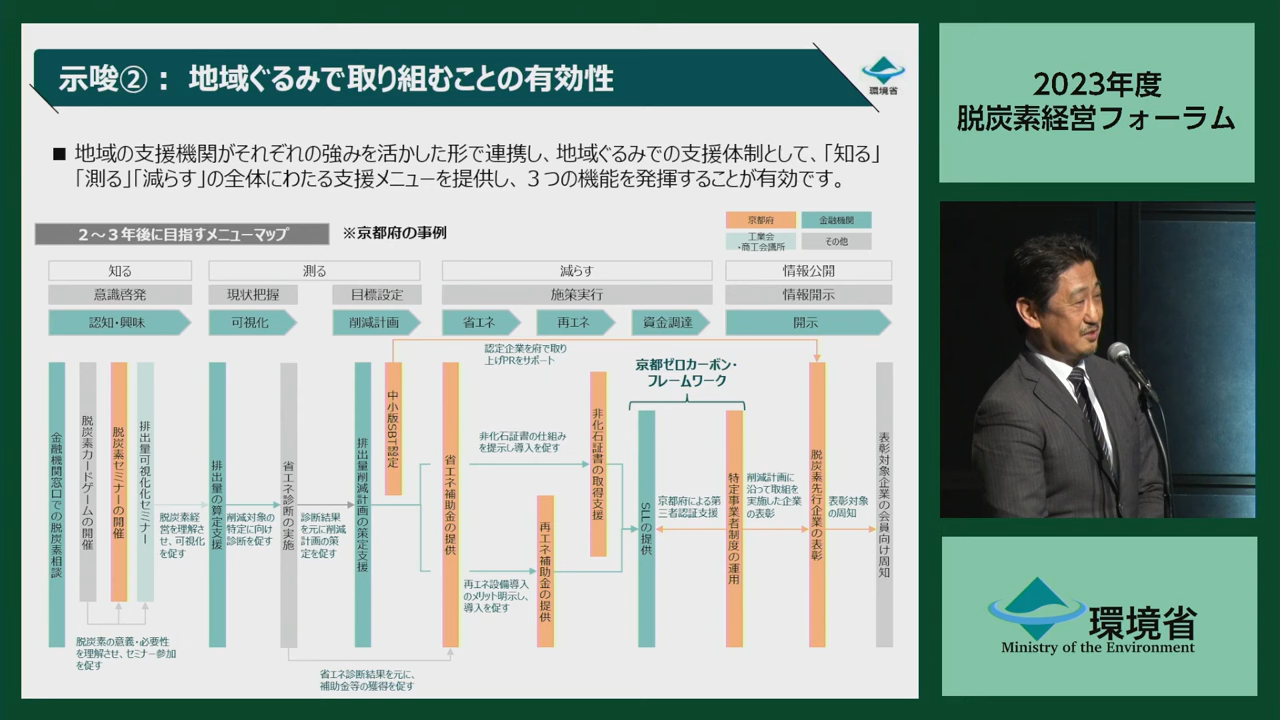 示唆②： 地域ぐるみで取り組むことの有効性
環境省
■ 地域の支援機関がそれぞれの強みを活かした形で連携し、地域ぐるみでの支援体制として、「知る」
「測る」「減らす」の全体にわたる支援メニューを提供し、３つの機能を発揮することが有効です。
２～３年後に目指すメニューマップ
※京都府の事例
京都府
金融機関
工業会
・商工会議所
その他
知る
測る
減らす
情報公開
意識啓発
現状把握
目標設定
施策実行
情報開示
認知・興味
可視化
削減計画
省エネ
再エネ
資金調達
開示
認定企業を府で取り
上げPRをサポート
京都ゼロカーボン・
フレームワーク
金融機関窓口での脱炭素相談
脱炭素カードゲームの開催
脱炭素セミナーの開催
排出量可視化化セミナー
脱炭素経
営を理解さ
せ、可視化
を促す
排出量の算定支援
削減対象の
特定に向け
診断を促す
省エネ診断の実施
診断結果
を元に削減
計画の策
定を促す
排出量削減計画の策定支援
中小版SBT認定
省エネ補助金の提供
非化石証書の仕組み
を提示し導入を促す
再エネ設備導入
のメリット明示し、
導入を促す
再エネ補助金の提供
非化石証書の取得支援
SLLの提供
京都府による第
三者認証支援
特定事業者制度の運用
削減計画に
沿って取組を
実施した企業
の表彰
脱炭素先行企業の表彰
表彰対象
の周知
表彰対象企業の会員向け周知
脱炭素の意義・必要性
を理解させ、セミナー参加
を促す
省エネ診断結果を元に、
補助金等の獲得を促す
2023年度
脱炭素経営フォーラム
環境省
Ministry of the Environment